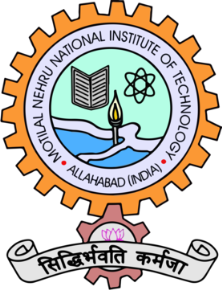 • MOTILAL NEHRU NATIONAL INSTITUTE OF TECHNOLOGY •
ALLAHABAD (INDIA)
सिद्धिर्भवति कर्मजा